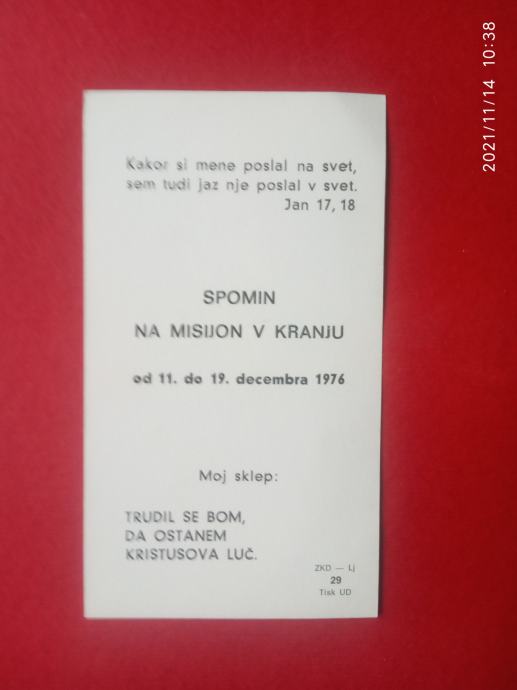 Kakor si mene poslal na svet,
sem tudi jaz nje poslal v svet.
Jan 17, 18
SPOMIN
NA MISIJON V KRANJU
od 11. do 19. decembra 1976
Moj sklep:
TRUDIL SE BOM,
DA OSTANEM
KRISTUSOVA LUČ.
ZKD — Lj
29
Tisk UD
2021/11/14 10:38